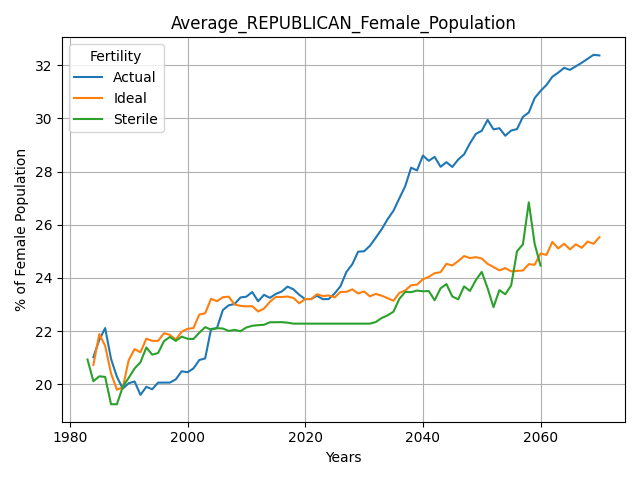 Average_REPUBLICAN_Female_Population
Fertility
Actual
Ideal
Sterile
% of Female Population
32
30
28
26
24
22
20
1980
2000
2020
2040
2060
Years